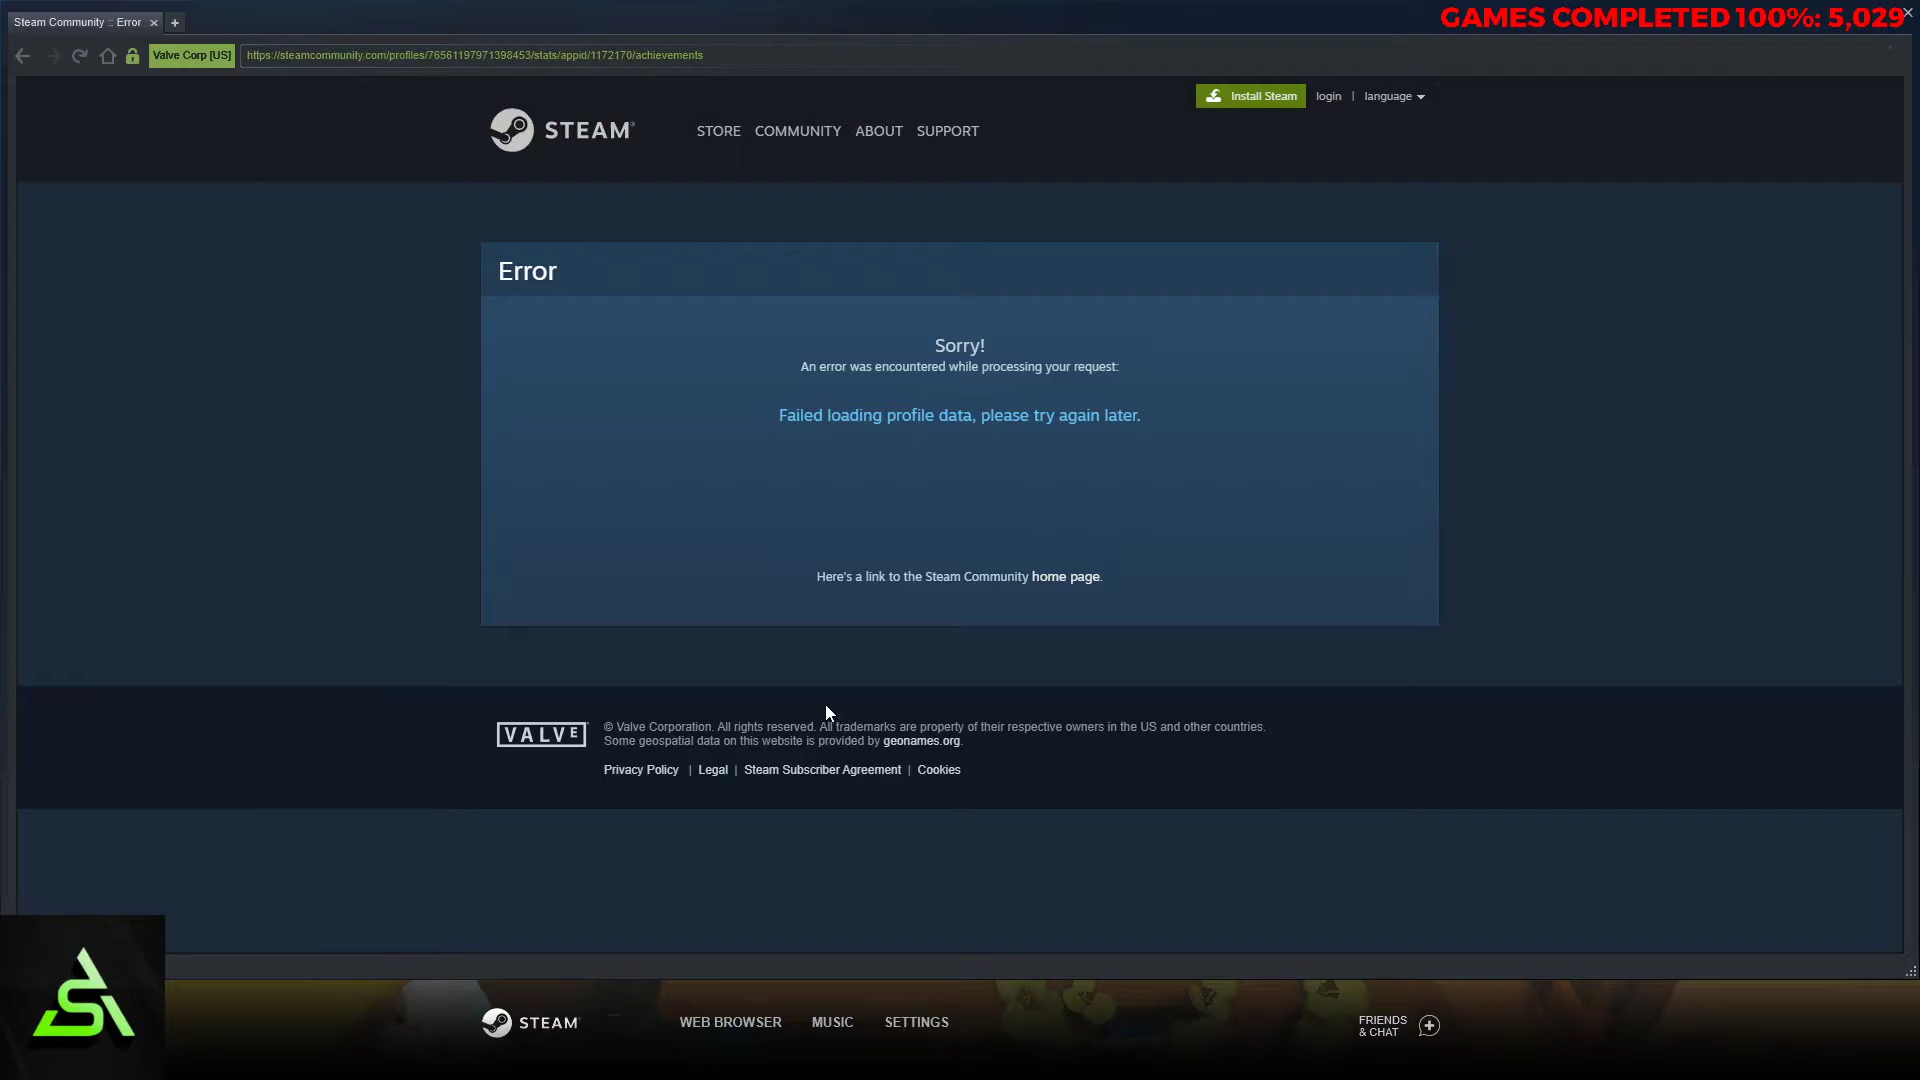 Steam Community :: Error
GAMES COMPLETED 100%: 5,029
Valve Corp [US]
https://steamcommunity.com/profiles/76561197971398453/stats/appid/1172170/achievements
Install Steam
login
|
language
STEAM®
STORE
COMMUNITY
ABOUT
SUPPORT
Error
Sorry!
An error was encountered while processing your request:
Failed loading profile data, please try again later.
Here's a link to the Steam Community home page.
VALVE
© Valve Corporation. All rights reserved. All trademarks are property of their respective owners in the US and other countries.
Some geospatial data on this website is provided by geonames.org.
Privacy Policy | Legal | Steam Subscriber Agreement | Cookies
STEAM
WEB BROWSER
MUSIC
SETTINGS
FRIENDS
& CHAT